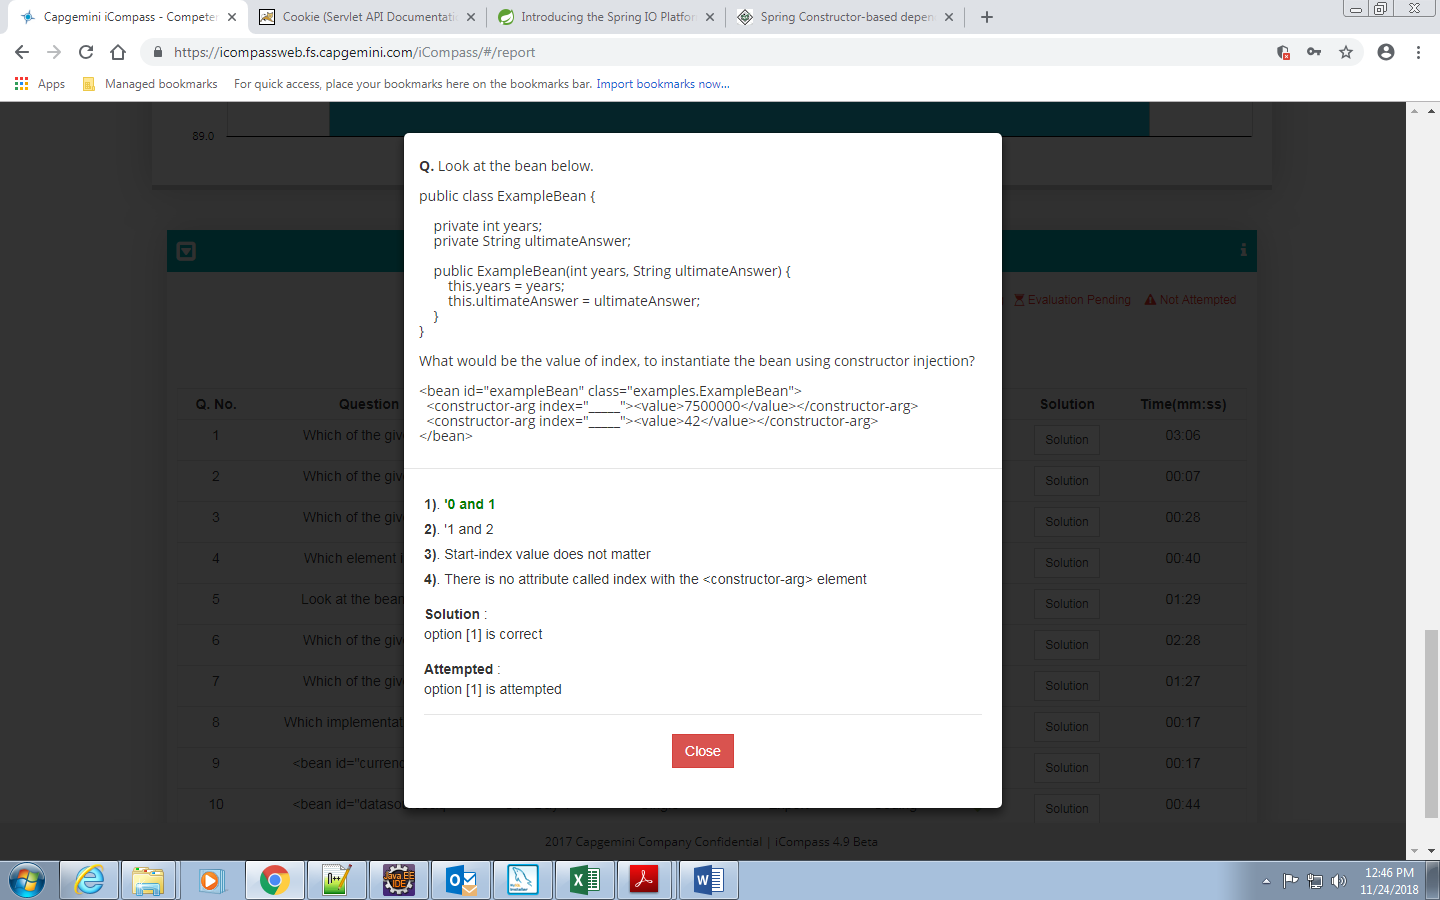 Capgemini iCompass - Competen
Cookie (Servlet API Documentatio
Introducing the Spring IO Platfor
Spring Constructor-based depen
https://icompassweb.fs.capgemini.com/iCompass/#/report
Apps
Managed bookmarks
For quick access, place your bookmarks here on the bookmarks bar. Import bookmarks now...
89.0
Q. Look at the bean below.
public class ExampleBean {
private int years;
private String ultimateAnswer;
public ExampleBean(int years, String ultimateAnswer) {
this.years = years;
this.ultimateAnswer = ultimateAnswer;
}
}
What would be the value of index, to instantiate the bean using constructor injection?
<bean id="exampleBean" class="examples.ExampleBean">
<constructor-arg index="_____"><value>7500000</value></constructor-arg>
<constructor-arg index="_____"><value>42</value></constructor-arg>
</bean>
1). '0 and 1
2). '1 and 2
3). Start-index value does not matter
4). There is no attribute called index with the <constructor-arg> element
Solution :
option [1] is correct
Attempted :
option [1] is attempted
Close
Evaluation Pending
Not Attempted
Q. No. Question Solution Time(mm:ss)
1 Which of the giv Solution 03:06
2 Which of the giv Solution 00:07
3 Which of the giv Solution 00:28
4 Which element i Solution 00:40
5 Look at the bean Solution 01:29
6 Which of the giv Solution 02:28
7 Which of the giv Solution 01:27
8 Which implementat Solution 00:17
9 <bean id="currenc Solution 00:17
10 <bean id="dataso Solution 00:44
2017 Capgemini Company Confidential | iCompass 4.9 Beta
Java EE
IDE
12:46 PM
11/24/2018